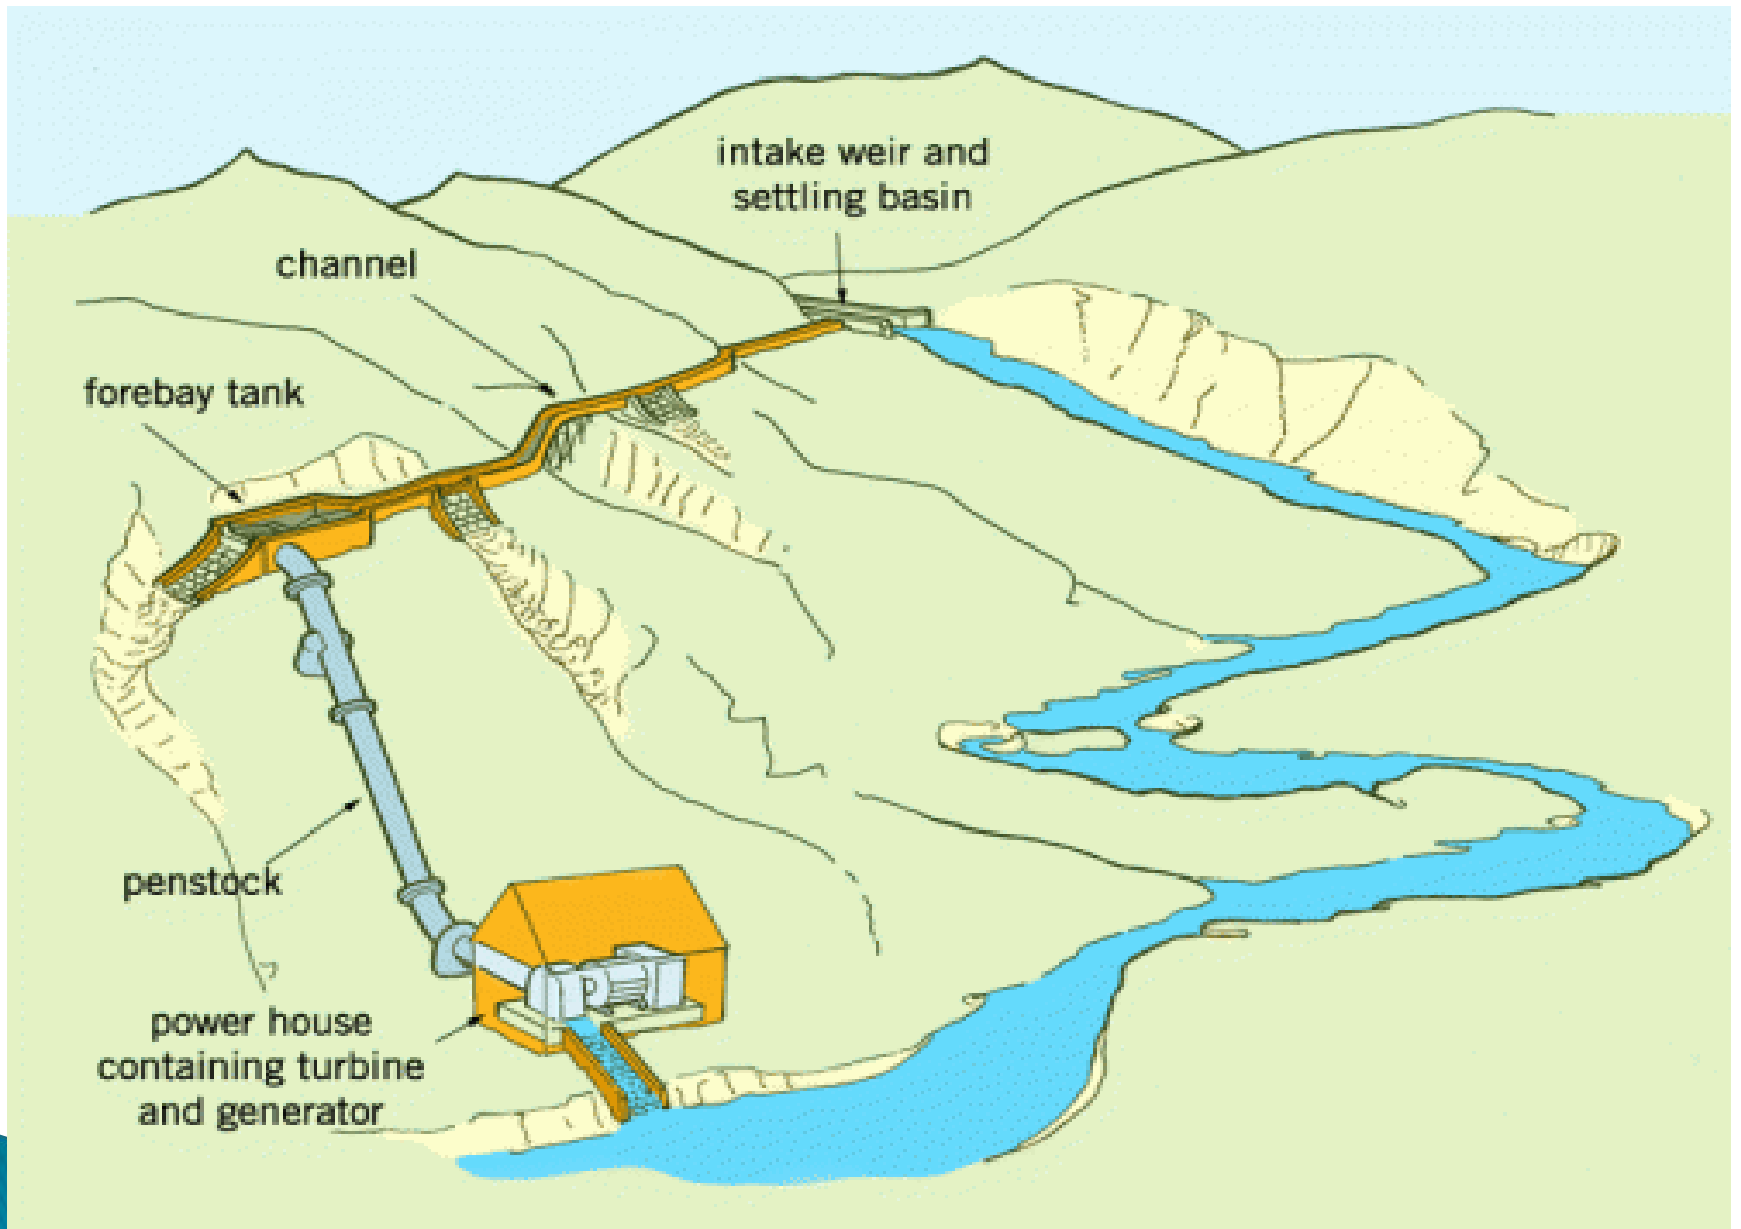 intake weir and
settling basin
channel
forebay tank
penstock
power house
containing turbine
and generator